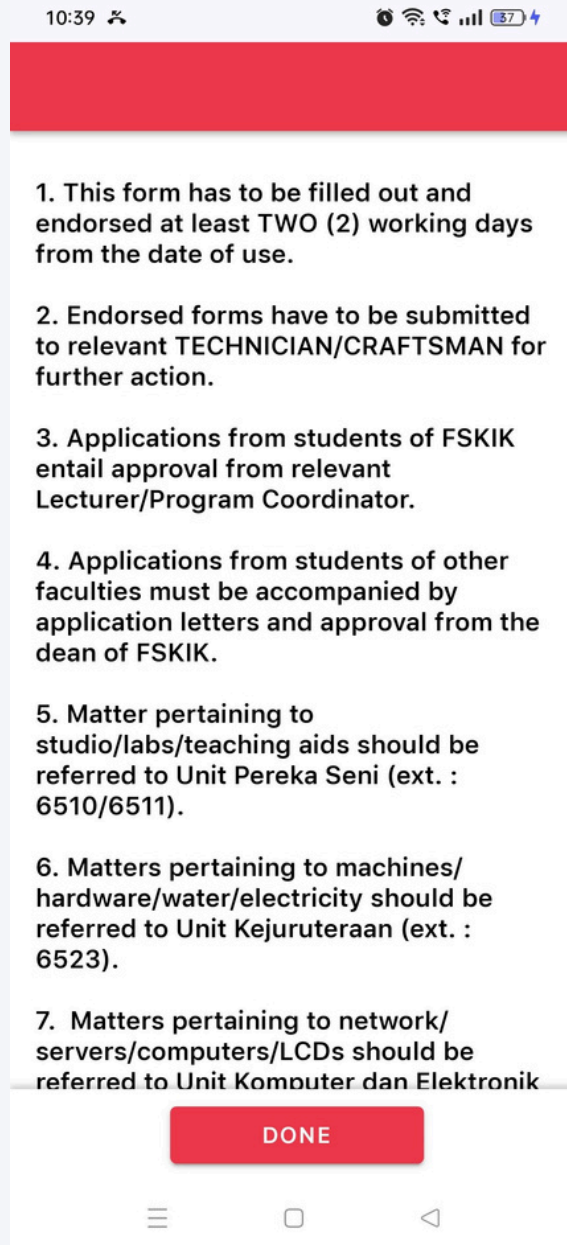 10:39
37
1. This form has to be filled out and
endorsed at least TWO (2) working days
from the date of use.
2. Endorsed forms have to be submitted
to relevant TECHNICIAN/CRAFTSMAN for
further action.
3. Applications from students of FSKIK
entail approval from relevant
Lecturer/Program Coordinator.
4. Applications from students of other
faculties must be accompanied by
application letters and approval from the
dean of FSKIK.
5. Matter pertaining to
studio/labs/teaching aids should be
referred to Unit Pereka Seni (ext. :
6510/6511).
6. Matters pertaining to machines/
hardware/water/electricity should be
referred to Unit Kejuruteraan (ext. :
6523).
7.  Matters pertaining to network/
servers/computers/LCDs should be
referred to Unit Komputer dan Elektronik
DONE